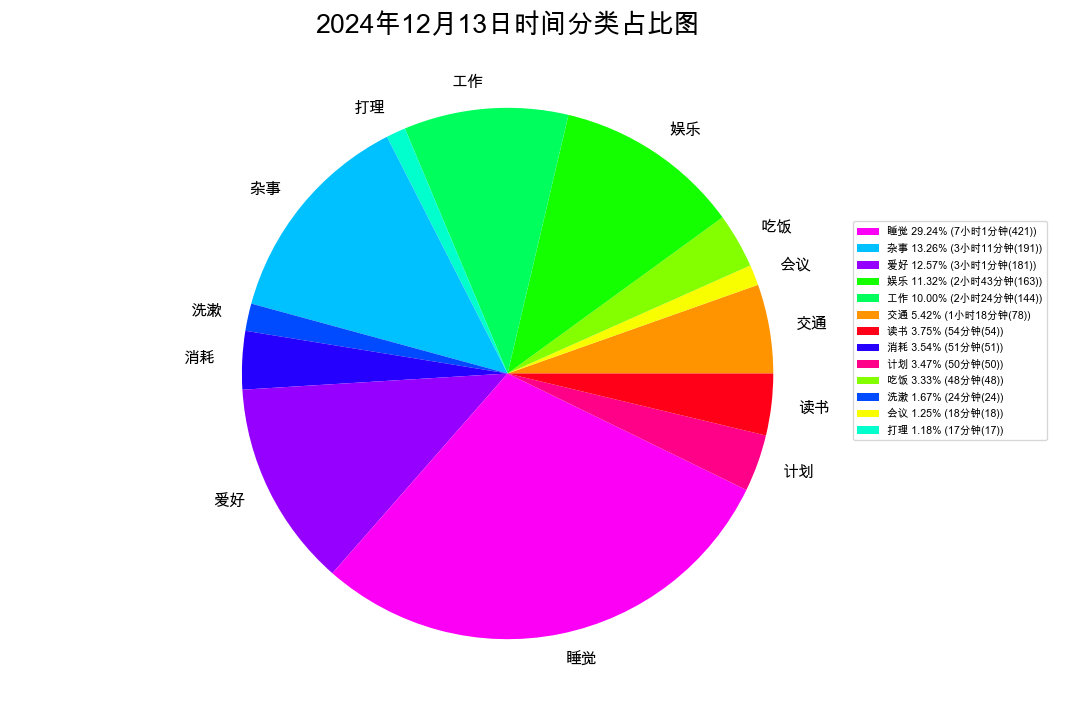 2024年12月13日时间分类占比图
工作
打理
娱乐
杂事
吃饭
会议
洗漱
交通
消耗
读书
计划
爱好
睡觉
睡觉 29.24% (7小时1分钟(421))
杂事 13.26% (3小时11分钟(191))
爱好 12.57% (3小时1分钟(181))
娱乐 11.32% (2小时43分钟(163))
工作 10.00% (2小时24分钟(144))
交通 5.42% (1小时18分钟(78))
读书 3.75% (54分钟(54))
消耗 3.54% (51分钟(51))
计划 3.47% (50分钟(50))
吃饭 3.33% (48分钟(48))
洗漱 1.67% (24分钟(24))
会议 1.25% (18分钟(18))
打理 1.18% (17分钟(17))